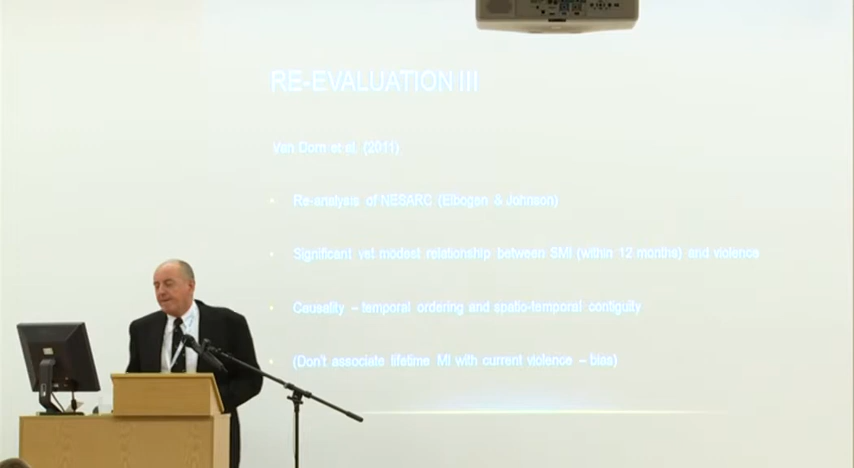 RE-EVALUATION III
Van Dorn et al. (2011)
Re-analysis of NESARC (Elbogen & Johnson)
Significant yet modest relationship between SMI (within 12 months) and violence
Causality – temporal ordering and spatio-temporal contiguity
(Don't associate lifetime MI with current violence – bias)